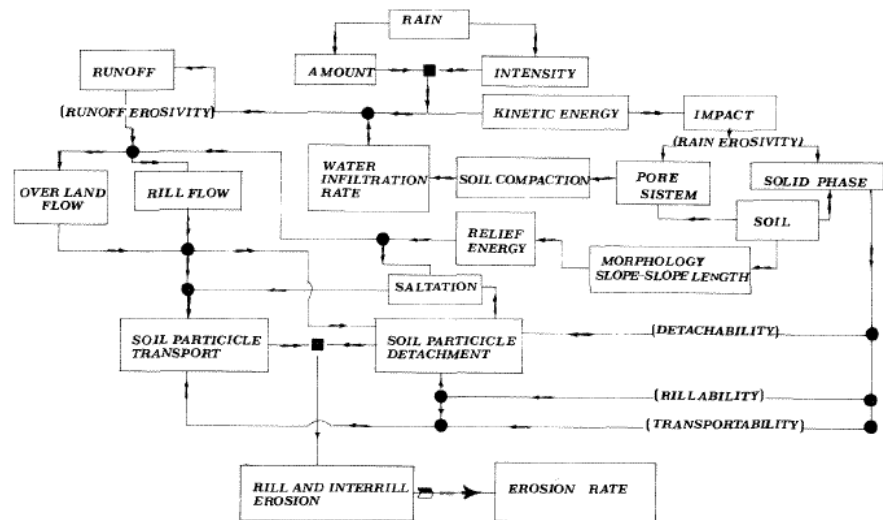 RAIN
AMOUNT
INTENSITY
RUNOFF
(RUNOFF EROSIVITY)
KINETIC ENERGY
IMPACT
(RAIN EROSIVITY)
OVER LAND
FLOW
RILL FLOW
WATER
INFILTRATION
RATE
SOIL COMPACTION
PORE
SISTEM
SOLID PHASE
SOIL
RELIEF
ENERGY
MORPHOLOGY
SLOPE-SLOPE LENGTH
SALTATION
SOIL PARTICICLE
TRANSPORT
SOIL PARTICLE
DETACHMENT
(DETACHABILITY)
(RILLABILITY)
(TRANSPORTABILITY)
RILL AND INTERRILL
EROSION
EROSION RATE